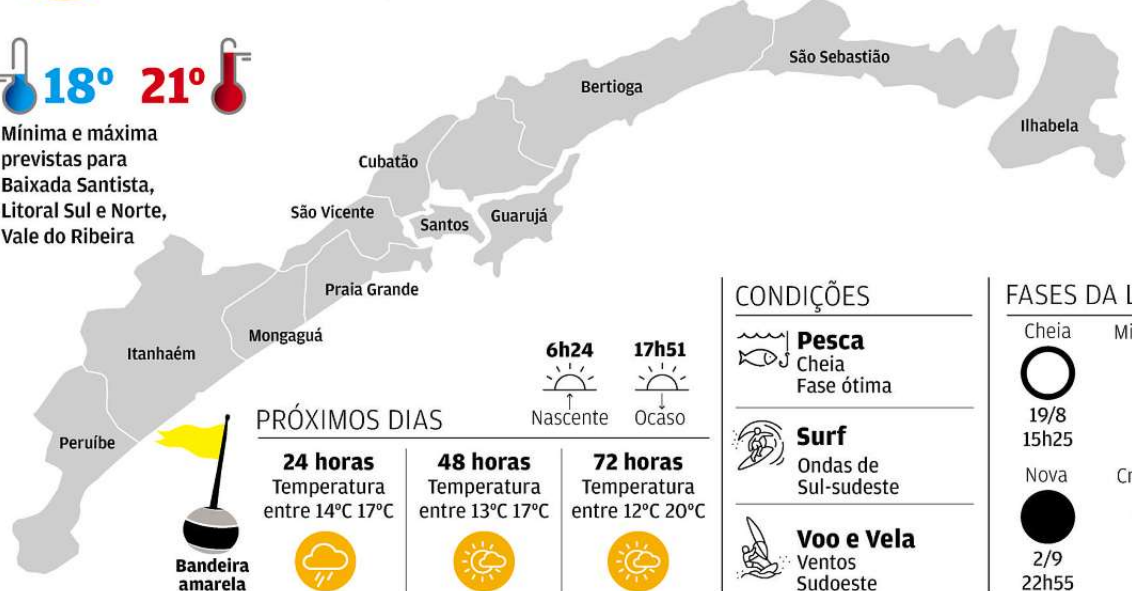 18º 21º
Mínima e máxima
previstas para
Baixada Santista,
Litoral Sul e Norte,
Vale do Ribeira
São Sebastião
Bertioga
Ilhabela
Cubatão
São Vicente
Santos
Guarujá
Praia Grande
Mongaguá
Itanhaém
Peruíbe
Bandeira
amarela
6h24
Nascente
17h51
Ocaso
PRÓXIMOS DIAS
24 horas
Temperatura
entre 14ºC 17ºC
48 horas
Temperatura
entre 13ºC 17ºC
72 horas
Temperatura
entre 12ºC 20ºC
CONDIÇÕES
Pesca
Cheia
Fase ótima
Surf
Ondas de
Sul-sudeste
Voo e Vela
Ventos
Sudoeste
FASES DA
Cheia
19/8
15h25
Nova
2/9
22h55